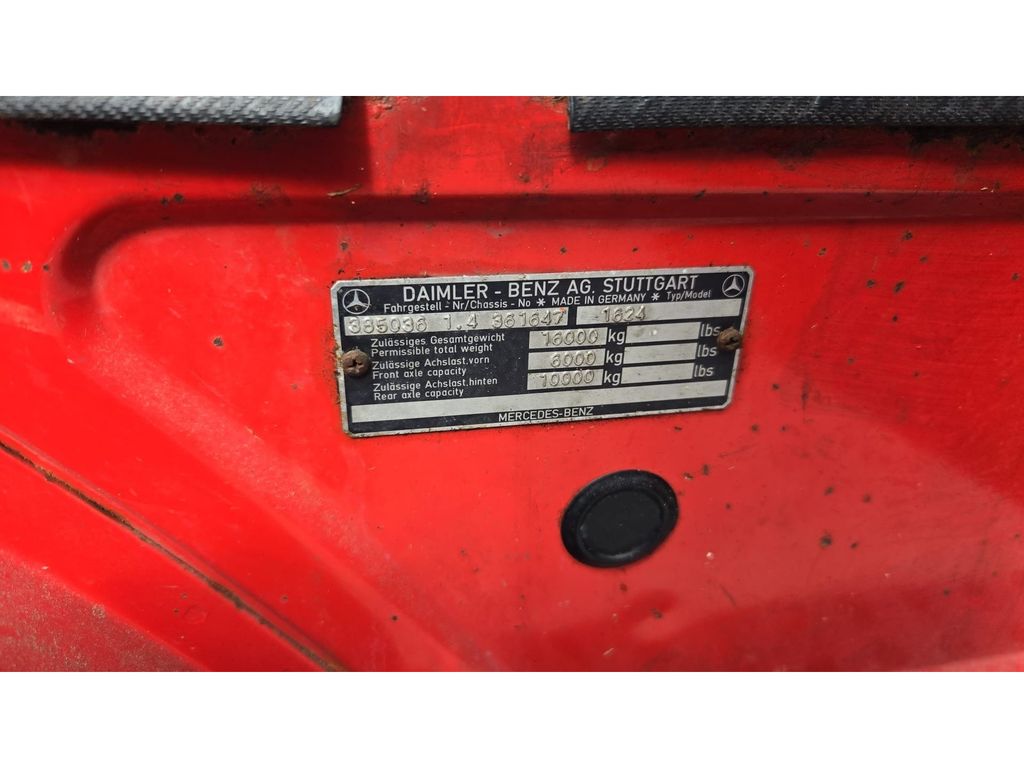 DAIMLER - BENZ AG. STUTTGART
Fahrgestell - Nr/Chassis - No * MADE IN GERMANY * Typ/Model
385036 1.4 361647 1624
Zulässiges Gesamtgewicht
Permissible total weight 16000 kg lbs
Zulässige Achslast.vorn
Front axle capacity 6000 kg lbs
Zulässige Achslast.hinten
Rear axle capacity 10000 kg lbs
MERCEDES-BENZ